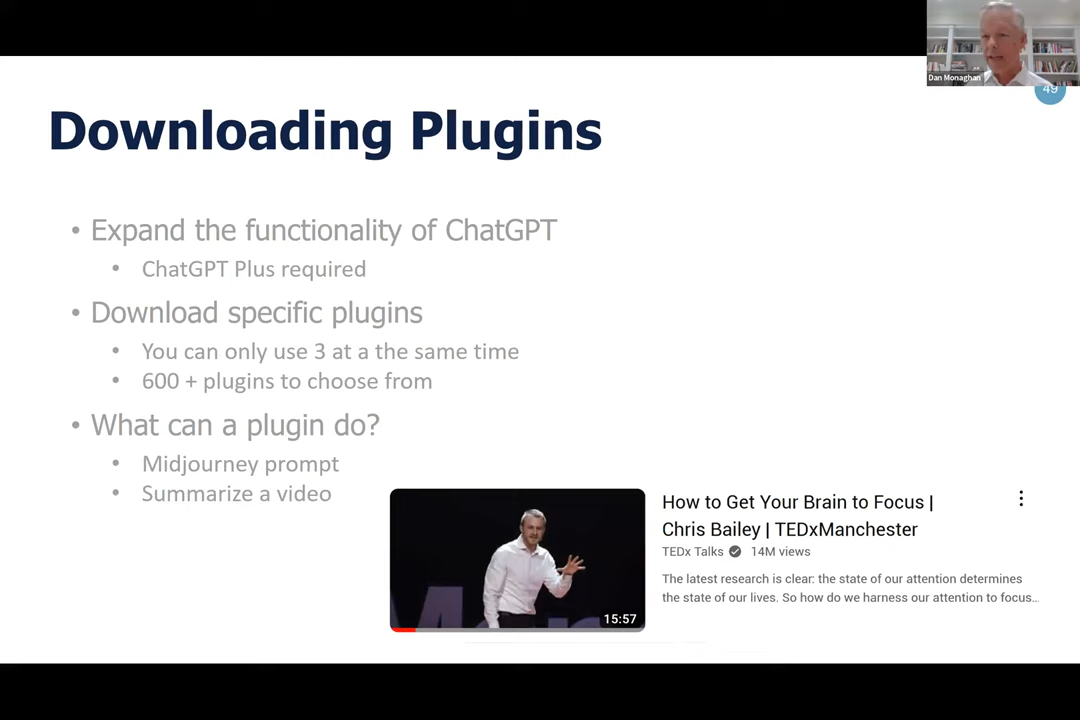 Dan Monaghan
49
Downloading Plugins
• Expand the functionality of ChatGPT
• ChatGPT Plus required
• Download specific plugins
• You can only use 3 at a the same time
• 600 + plugins to choose from
• What can a plugin do?
• Midjourney prompt
• Summarize a video
15:57
How to Get Your Brain to Focus |
Chris Bailey | TEDxManchester
TEDx Talks 14M views
The latest research is clear: the state of our attention determines
the state of our lives. So how do we harness our attention to focus...